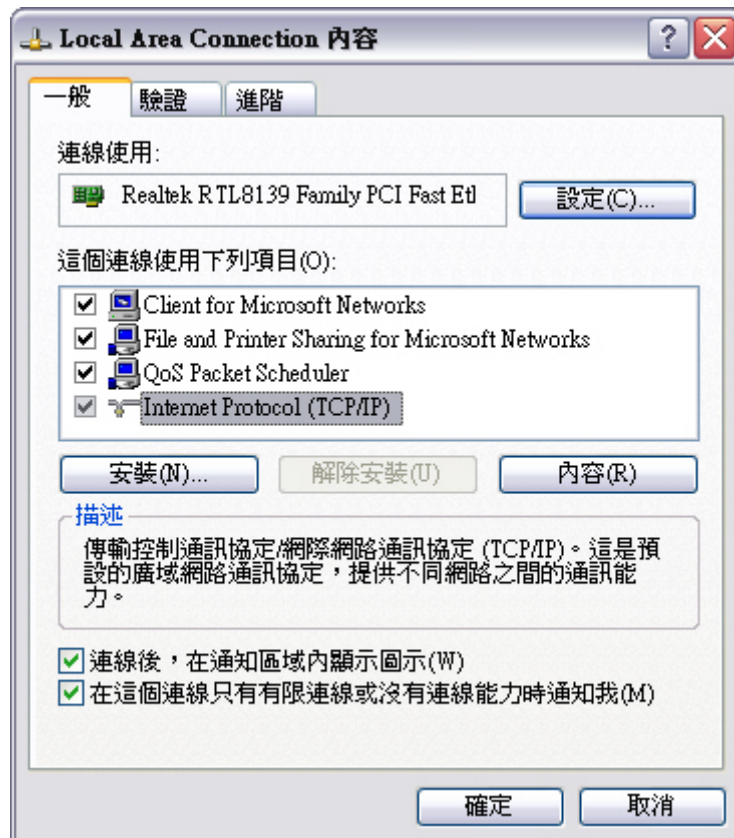 Local Area Connection 內容
一般 驗證 進階
連線使用:
Realtek RTL8139 Family PCI Fast Etl 設定(C)...
這個連線使用下列項目(O):
Client for Microsoft Networks
File and Printer Sharing for Microsoft Networks
QoS Packet Scheduler
Internet Protocol (TCP/IP)
安裝(N)... 解除安裝(U) 內容(R)
描述
傳輸控制通訊協定/網際網路通訊協定 (TCP/IP)。這是預
設的廣域網路通訊協定，提供不同網路之間的通訊能
力。
連線後，在通知區域內顯示圖示(W)
在這個連線只有有限連線或沒有連線能力時通知我(M)
確定 取消